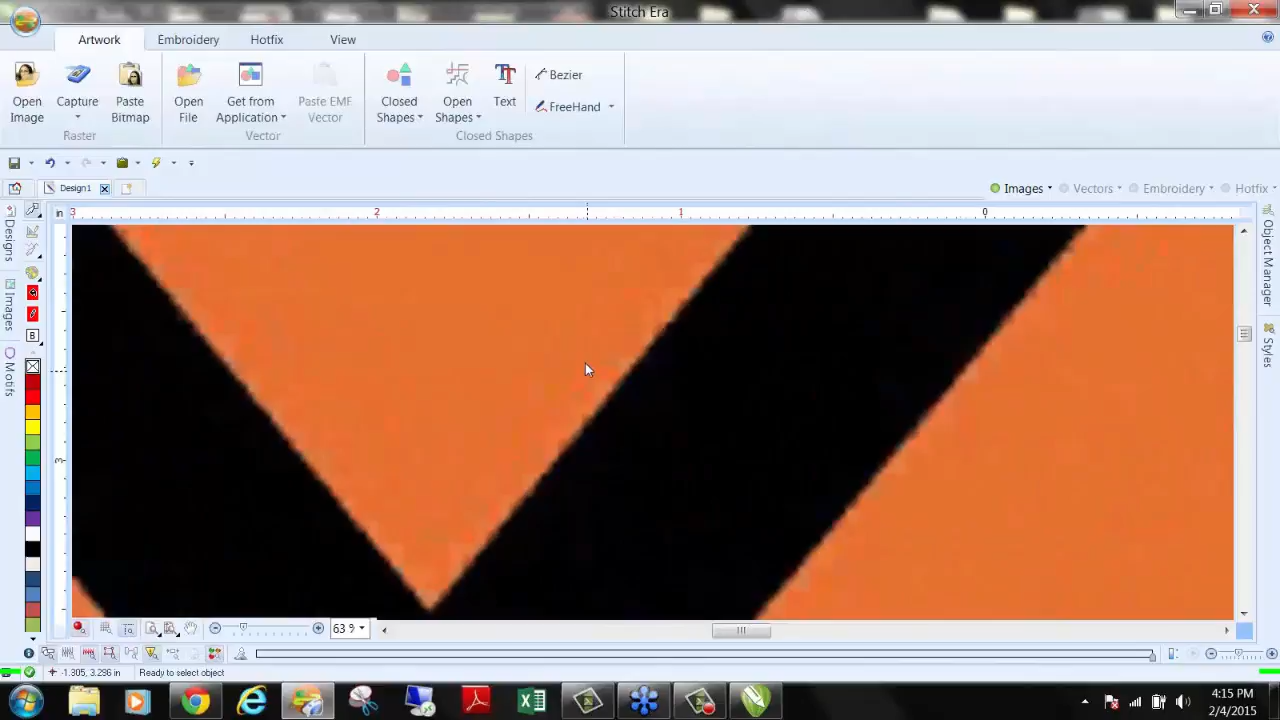 Stitch Era
Artwork Embroidery Hotfix View
Open Image Capture Paste Bitmap Open File Get from Application Paste EMF Vector Closed Shapes Open Shapes Text Bezier FreeHand
Raster Vector Closed Shapes
Design1 Images Vectors Embroidery Hotfix
in 3 2 1 0
Designs
Images
Motifs
B
3
Object Manager
Styles
63 %
-1.305, 3.296 in Ready to select object
4:15 PM
2/4/2015